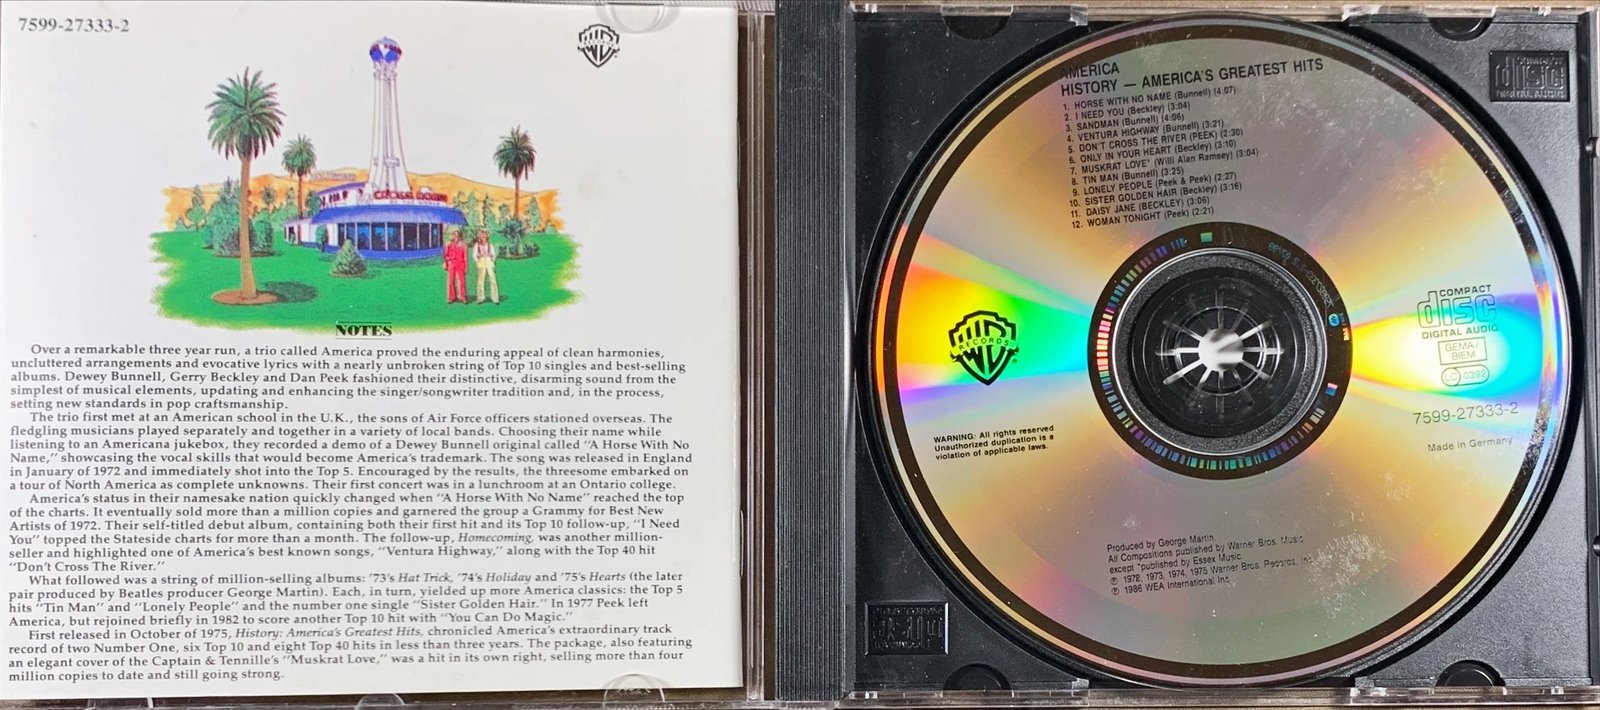 7599-27333-2
NOTES
Over a remarkable three year run, a trio called America proved the enduring appeal of clean harmonies,
uncluttered arrangements and evocative lyrics with a nearly unbroken string of Top 10 singles and best-selling
albums. Dewey Bunnell, Gerry Beckley and Dan Peek fashioned their distinctive, disarming sound from the
simplest of musical elements, updating and enhancing the singer/songwriter tradition and, in the process,
setting new standards in pop craftsmanship.
The trio first met at an American school in the U.K., the sons of Air Force officers stationed overseas. The
fledgling musicians played separately and together in a variety of local bands. Choosing their name while
listening to an Americana jukebox, they recorded a demo of a Dewey Bunnell original called "A Horse With No
Name," showcasing the vocal skills that would become America's trademark. The song was released in England
in January of 1972 and immediately shot into the Top 5. Encouraged by the results, the threesome embarked on
a tour of North America as complete unknowns. Their first concert was in a lunchroom at an Ontario college.
America's status in their namesake nation quickly changed when "A Horse With No Name" reached the top
of the charts. It eventually sold more than a million copies and garnered the group a Grammy for Best New
Artists of 1972. Their self-titled debut album, containing both their first hit and its Top 10 follow-up, "I Need
You" topped the Stateside charts for more than a month. The follow-up, Homecoming, was another million-
seller and highlighted one of America's best known songs, "Ventura Highway," along with the Top 40 hit
"Don't Cross The River."
What followed was a string of million-selling albums: '73's Hat Trick, '74's Holiday and '75's Hearts (the later
pair produced by Beatles producer George Martin). Each, in turn, yielded up more America classics: the Top 5
hits "Tin Man" and "Lonely People" and the number one single "Sister Golden Hair." In 1977 Peek left
America, but rejoined briefly in 1982 to score another Top 10 hit with "You Can Do Magic."
First released in October of 1975, History: America's Greatest Hits, chronicled America's extraordinary track
record of two Number One, six Top 10 and eight Top 40 hits in less than three years. The package, also featuring
an elegant cover of the Captain & Tennille's "Muskrat Love," was a hit in its own right, selling more than four
million copies to date and still going strong.
AMERICA
HISTORY — AMERICA'S GREATEST HITS
1. HORSE WITH NO NAME (Bunnell) (4:07)
2. I NEED YOU (Beckley) (3:04)
3. SANDMAN (Bunnell) (4:06)
4. VENTURA HIGHWAY (Bunnell) (3:21)
5. DON'T CROSS THE RIVER (PEEK) (2:30)
6. ONLY IN YOUR HEART (Beckley) (3:10)
7. MUSKRAT LOVE* (Willi Alan Ramsey) (3:04)
8. TIN MAN (Bunnell) (3:25)
9. LONELY PEOPLE (Peek & Peek) (2:27)
10. SISTER GOLDEN HAIR (Beckley) (3:16)
11. DAISY JANE (BECKLEY) (3:06)
12. WOMAN TONIGHT (Peek) (2:21)
RECORDS
COMPACT
disc
DIGITAL AUDIO
GEMA/
BIEM
LC 0392
7599-27333-2
Made in Germany
WARNING: All rights reserved
Unauthorized duplication is a
violation of applicable laws.
Produced by George Martin
All Compositions published by Warner Bros. Music
except *published by Essex Music.
℗ 1972, 1973, 1974, 1975 Warner Bros. Records, Inc.
℗ 1986 WEA International Inc.
disc
DIGITAL AUDIO